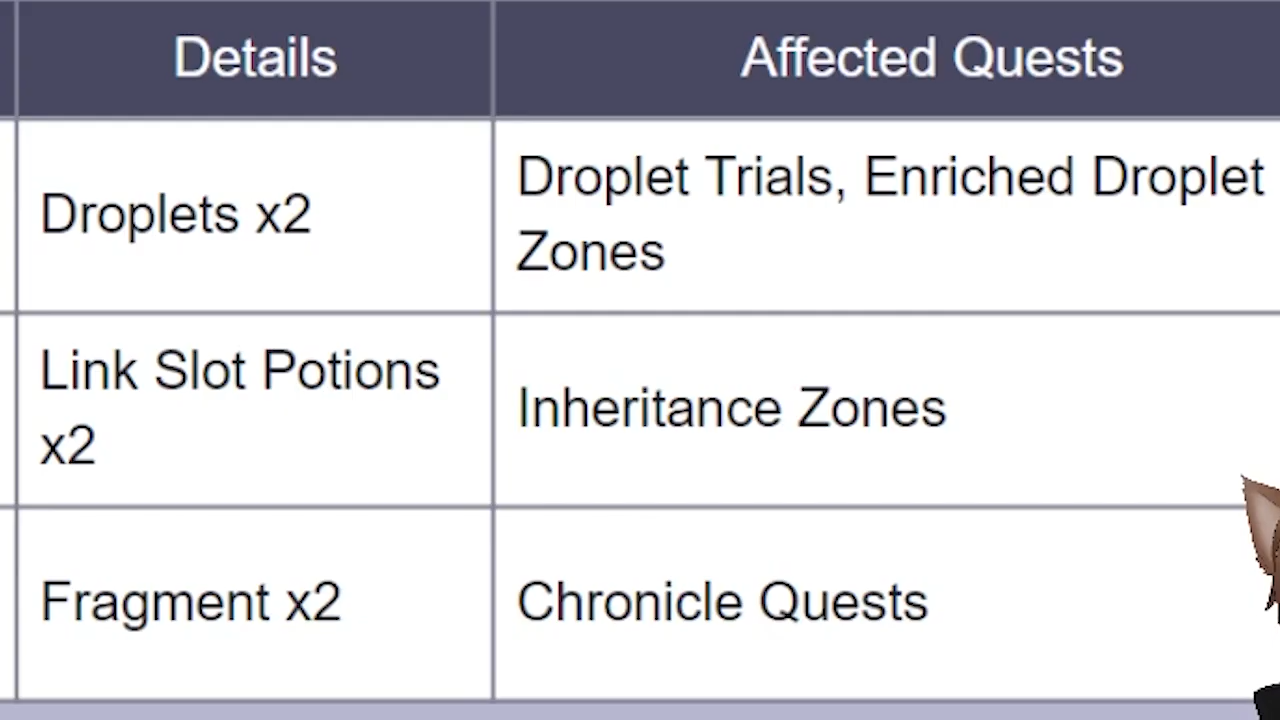 Details
Affected Quests
Droplets x2
Droplet Trials, Enriched Droplet
Zones
Link Slot Potions
x2
Inheritance Zones
Fragment x2
Chronicle Quests